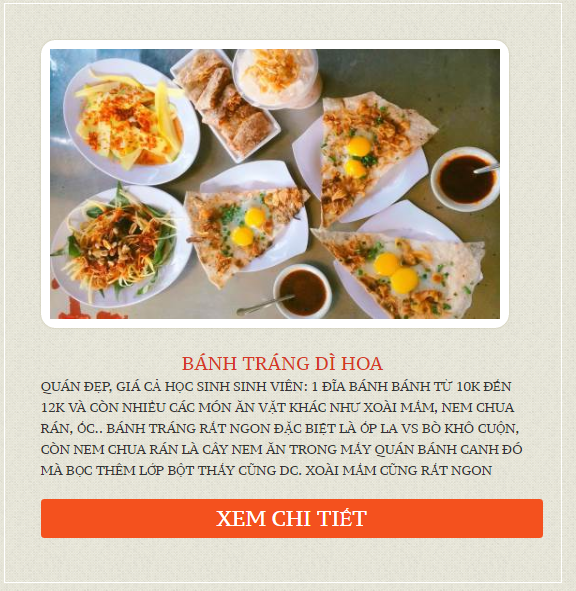 BÁNH TRÁNG DÌ HOA
QUÁN ĐẸP, GIÁ CẢ HỌC SINH SINH VIÊN: 1 ĐĨA BÁNH BÁNH TỪ 10K ĐẾN
12K VÀ CÒN NHIỀU CÁC MÓN ĂN VẶT KHÁC NHƯ XOÀI MẮM, NEM CHUA
RÁN, ỐC.. BÁNH TRÁNG RẤT NGON ĐẶC BIỆT LÀ ỐP LA VS BÒ KHÔ CUỘN,
CÒN NEM CHUA RÁN LÀ CÂY NEM ĂN TRONG MẤY QUÁN BÁNH CANH ĐÓ
MÀ BỌC THÊM LỚP BỘT THẤY CŨNG DC. XOÀI MẮM CŨNG RẤT NGON
XEM CHI TIẾT